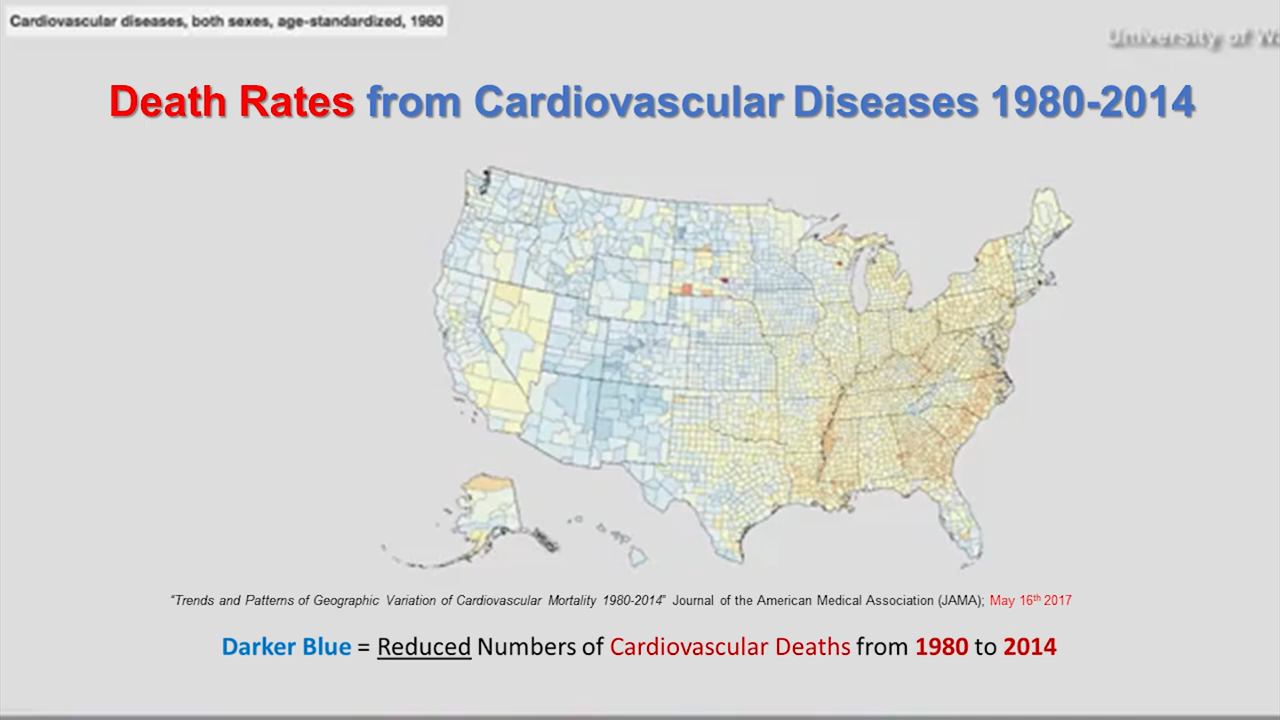 Cardiovascular diseases, both sexes, age-standardized, 1980
University of
Death Rates from Cardiovascular Diseases 1980-2014
“Trends and Patterns of Geographic Variation of Cardiovascular Mortality 1980-2014” Journal of the American Medical Association (JAMA); May 16th 2017
Darker Blue = Reduced Numbers of Cardiovascular Deaths from 1980 to 2014